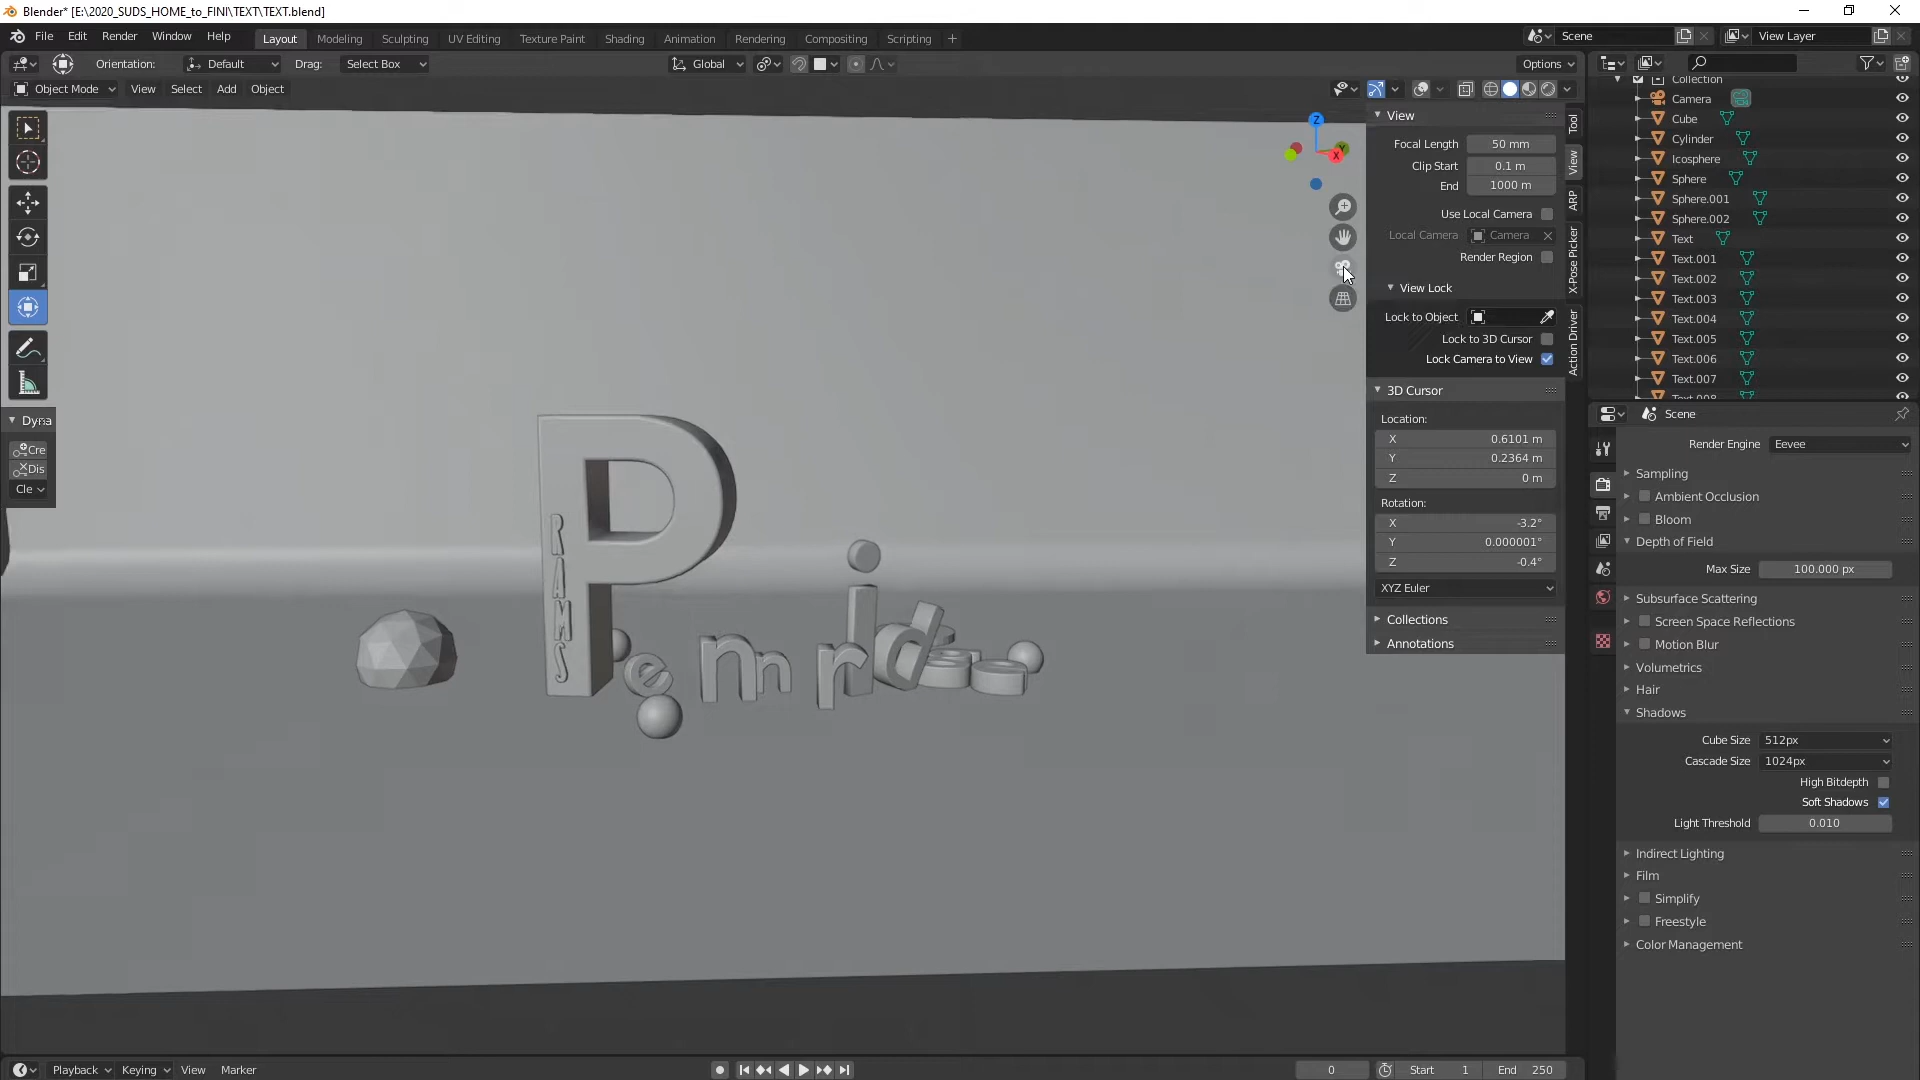 Blender* [E:\2020_SUDS_HOME_to_FINI\TEXT\TEXT.blend]
File Edit Render Window Help Layout Modeling Sculpting UV Editing Texture Paint Shading Animation Rendering Compositing Scripting + Scene View Layer
Orientation: Default Drag: Select Box Global Options
Object Mode View Select Add Object
Collection
Camera
Cube
Cylinder
Icosphere
Sphere
Sphere.001
Sphere.002
Text
Text.001
Text.002
Text.003
Text.004
Text.005
Text.006
Text.007
Text.008
Z
Y
X
View
Focal Length 50 mm
Clip Start 0.1 m
End 1000 m
Use Local Camera
Local Camera Camera
Render Region
View Lock
Lock to Object
Lock to 3D Cursor
Lock Camera to View
3D Cursor
Location:
X 0.6101 m
Y 0.2364 m
Z 0 m
Rotation:
X -3.2°
Y 0.000001°
Z -0.4°
XYZ Euler
Collections
Annotations
Tool
View
ARP
X-Pose Picker
Action Driver
Dyna
Cre
Dis
Cle
P
RAMS
e
m
n
r
i
d
e
Scene
Render Engine Eevee
Sampling
Ambient Occlusion
Bloom
Depth of Field
Max Size 100.000 px
Subsurface Scattering
Screen Space Reflections
Motion Blur
Volumetrics
Hair
Shadows
Cube Size 512px
Cascade Size 1024px
High Bitdepth
Soft Shadows
Light Threshold 0.010
Indirect Lighting
Film
Simplify
Freestyle
Color Management
Playback Keying View Marker 0 Start 1 End 250